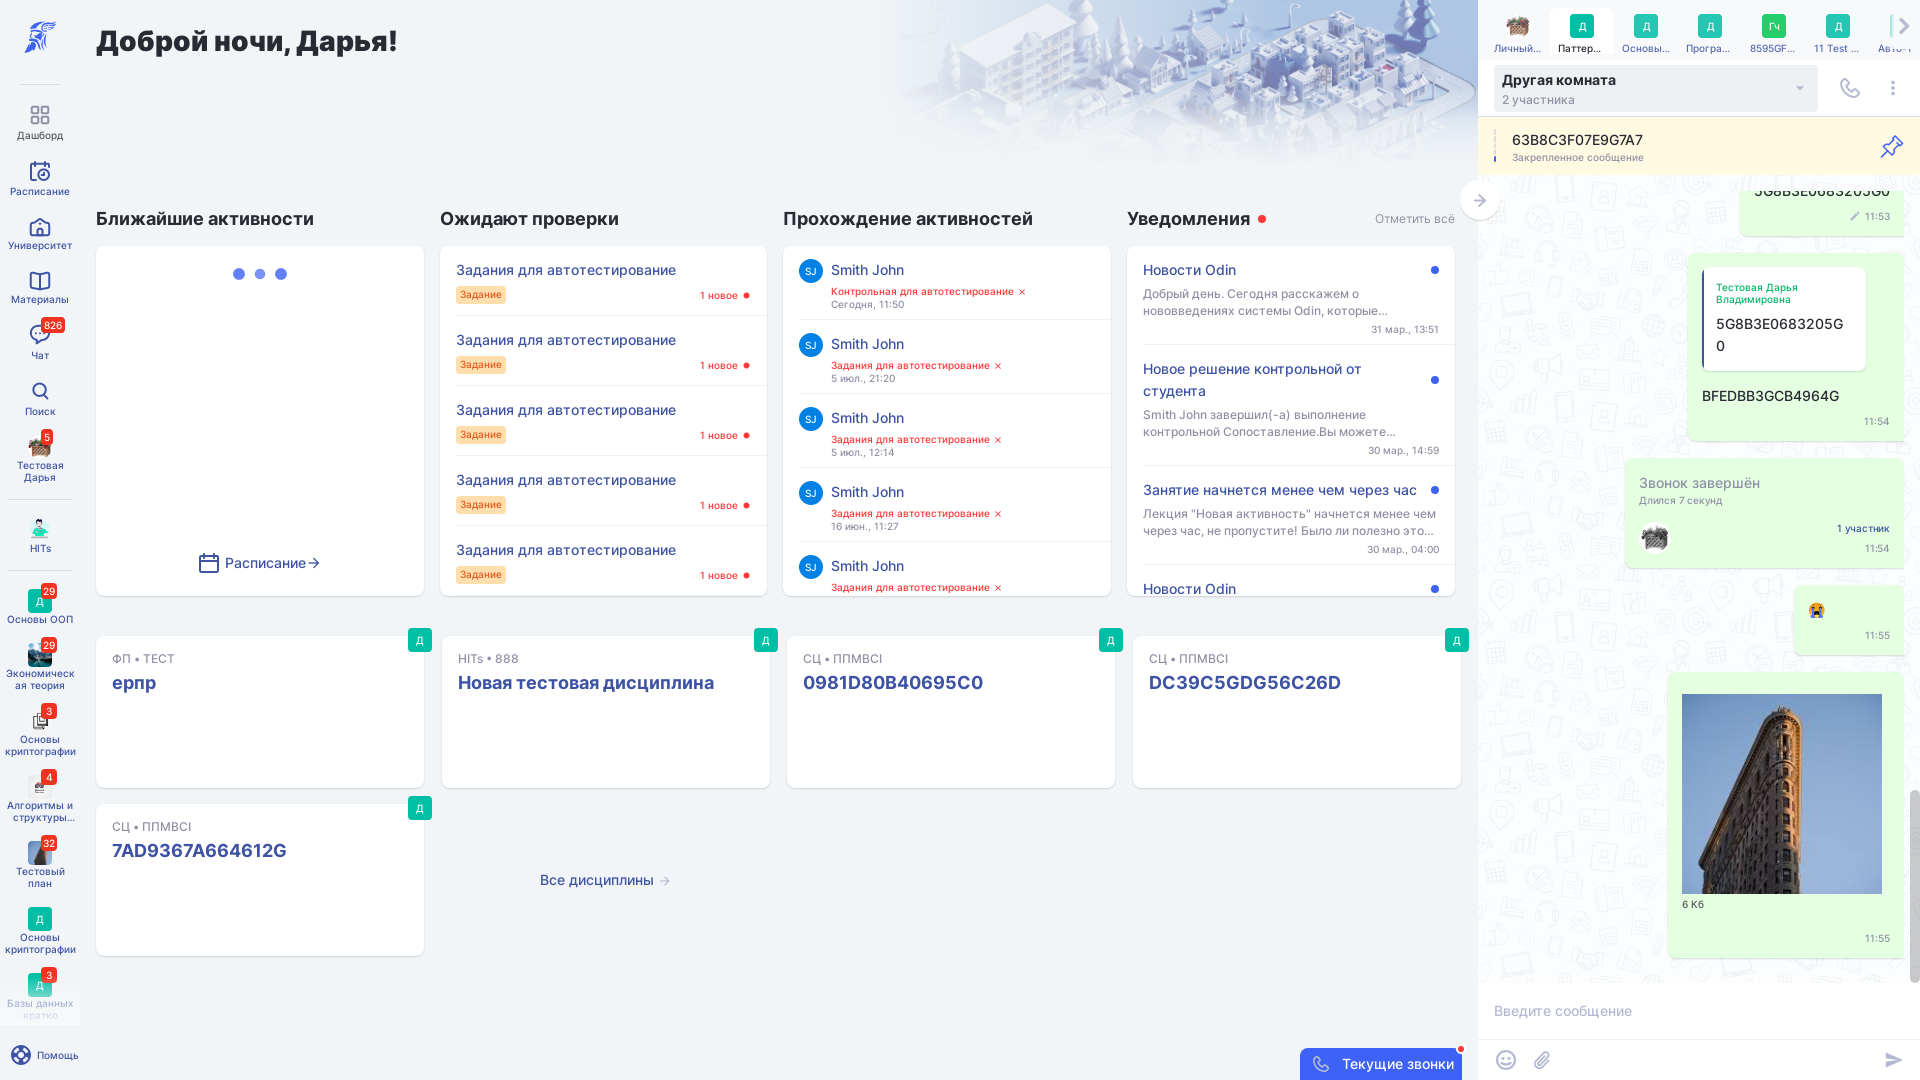 Дашборд
Расписание
Университет
Материалы
826
Чат
Поиск
5
Тестовая
Дарья
HITs
29
Д
Основы ООП
29
Экономическ
ая теория
3
Основы
криптографии
4
Алгоритмы и
структуры...
32
Тестовый
план
Д
Основы
криптографии
3
Д
Базы данных
кратко
Помощь
Доброй ночи, Дарья!
Ближайшие активности
Расписание
Ожидают проверки
Задания для автотестирование
Задание
1 новое
Задания для автотестирование
Задание
1 новое
Задания для автотестирование
Задание
1 новое
Задания для автотестирование
Задание
1 новое
Задания для автотестирование
Задание
1 новое
Прохождение активностей
SJ
Smith John
Контрольная для автотестирование
Сегодня, 11:50
SJ
Smith John
Задания для автотестирование
5 июл., 21:20
SJ
Smith John
Задания для автотестирование
5 июл., 12:14
SJ
Smith John
Задания для автотестирование
16 июн., 11:27
SJ
Smith John
Задания для автотестирование
Уведомления
Отметить всё
Новости Odin
Добрый день. Сегодня расскажем о
нововведениях системы Odin, которые...
31 мар., 13:51
Новое решение контрольной от
студента
Smith John завершил(-а) выполнение
контрольной Сопоставление.Вы можете...
30 мар., 14:59
Занятие начнется менее чем через час
Лекция "Новая активность" начнется менее чем
через час, не пропустите! Было ли полезно это...
30 мар., 04:00
Новости Odin
Д
ФП • ТЕСТ
ерпр
Д
HITs • 888
Новая тестовая дисциплина
Д
СЦ • ППМВСІ
0981D80B40695C0
Д
СЦ • ППМВСІ
DC39C5GDG56C26D
Д
СЦ • ППМВСІ
7AD9367A664612G
Все дисциплины
Текущие звонки
Личный...
Д
Паттер...
Д
Основы...
Д
Програ...
Гч
8595GF...
Д
11 Test ...
Другая комната
2 участника
63B8C3F07E9G7A7
Закрепленное сообщение
5G8B3E0683205G0
11:53
Тестовая Дарья
Владимировна
5G8B3E0683205G
0
BFEDBB3GCB4964G
11:54
Звонок завершён
Длился 7 секунд
1 участник
11:54
11:55
6 Кб
11:55
Введите сообщение